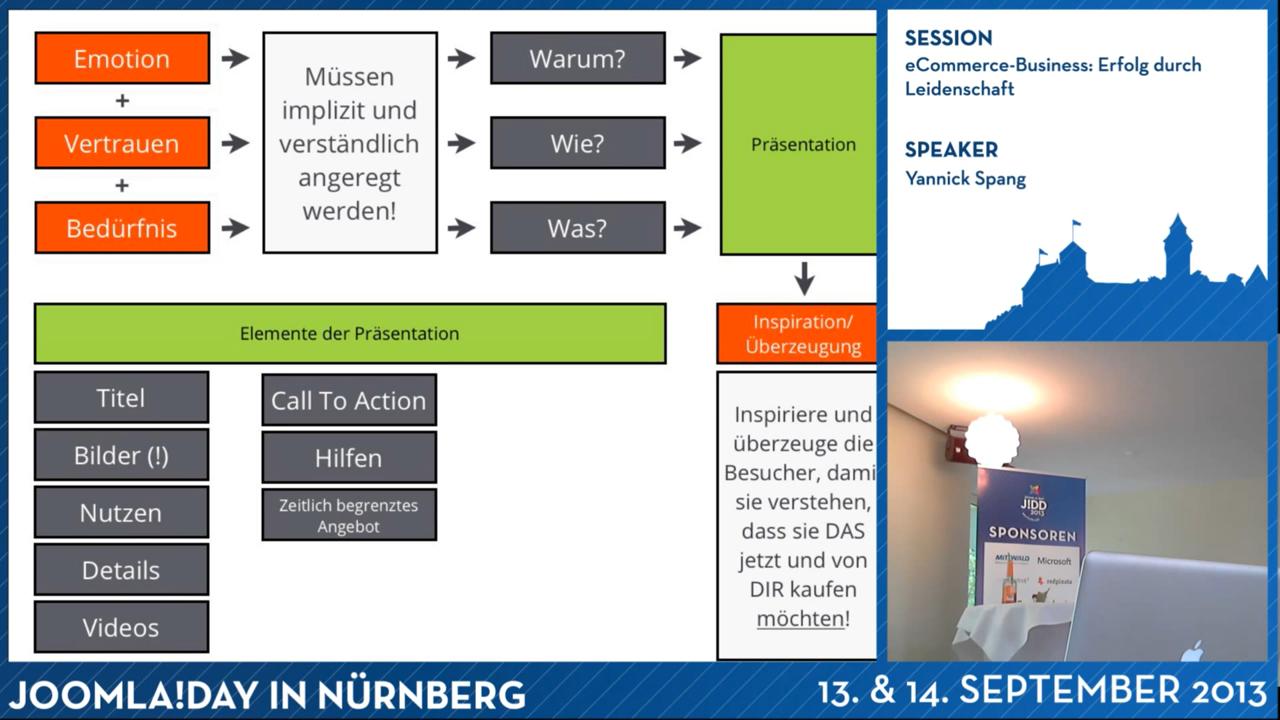 Emotion
+
Vertrauen
+
Bedürfnis
Müssen
implizit und
verständlich
angeregt
werden!
Warum?
Wie?
Was?
Präsentation
Elemente der Präsentation
Titel
Bilder (!)
Nutzen
Details
Videos
Call To Action
Hilfen
Zeitlich begrenztes
Angebot
Inspiration/
Überzeugung
Inspiriere und
überzeuge die
Besucher, dami
sie verstehen,
dass sie DAS
jetzt und von
DIR kaufen
möchten!
SESSION
eCommerce-Business: Erfolg durch
Leidenschaft
SPEAKER
Yannick Spang
JIDD
2013
SPONSOREN
MITTWALD Microsoft
JOOMLA!DAY IN NÜRNBERG
13. & 14. SEPTEMBER 2013